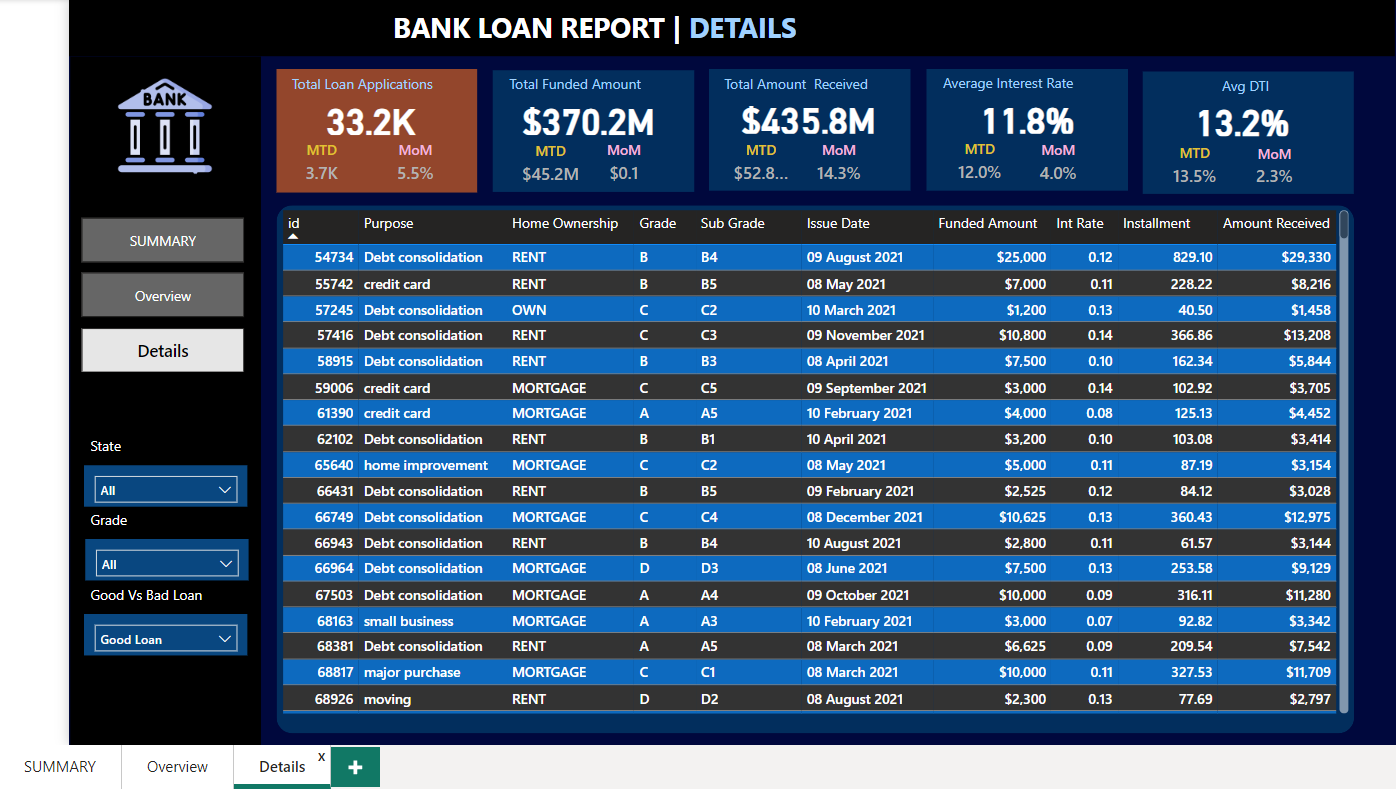 BANK LOAN REPORT | DETAILS
BANK
Total Loan Applications
33.2K
MTD MoM
3.7K 5.5%
Total Funded Amount
$370.2M
MTD MoM
$45.2M $0.1
Total Amount Received
$435.8M
MTD MoM
$52.8... 14.3%
Average Interest Rate
11.8%
MTD MoM
12.0% 4.0%
Avg DTI
13.2%
MTD MoM
13.5% 2.3%
SUMMARY
Overview
Details
State
All
Grade
All
Good Vs Bad Loan
Good Loan
id Purpose Home Ownership Grade Sub Grade Issue Date Funded Amount Int Rate Installment Amount Received
54734 Debt consolidation RENT B B4 09 August 2021 $25,000 0.12 829.10 $29,330
55742 credit card RENT B B5 08 May 2021 $7,000 0.11 228.22 $8,216
57245 Debt consolidation OWN C C2 10 March 2021 $1,200 0.13 40.50 $1,458
57416 Debt consolidation RENT C C3 09 November 2021 $10,800 0.14 366.86 $13,208
58915 Debt consolidation RENT B B3 08 April 2021 $7,500 0.10 162.34 $5,844
59006 credit card MORTGAGE C C5 09 September 2021 $3,000 0.14 102.92 $3,705
61390 credit card MORTGAGE A A5 10 February 2021 $4,000 0.08 125.13 $4,452
62102 Debt consolidation RENT B B1 10 April 2021 $3,200 0.10 103.08 $3,414
65640 home improvement MORTGAGE C C2 08 May 2021 $5,000 0.11 87.19 $3,154
66431 Debt consolidation RENT B B5 09 February 2021 $2,525 0.12 84.12 $3,028
66749 Debt consolidation MORTGAGE C C4 08 December 2021 $10,625 0.13 360.43 $12,975
66943 Debt consolidation RENT B B4 10 August 2021 $2,800 0.11 61.57 $3,144
66964 Debt consolidation MORTGAGE D D3 08 June 2021 $7,500 0.13 253.58 $9,129
67503 Debt consolidation MORTGAGE A A4 09 October 2021 $10,000 0.09 316.11 $11,280
68163 small business MORTGAGE A A3 10 February 2021 $3,000 0.07 92.82 $3,342
68381 Debt consolidation RENT A A5 08 March 2021 $6,625 0.09 209.54 $7,542
68817 major purchase MORTGAGE C C1 08 March 2021 $10,000 0.11 327.53 $11,709
68926 moving RENT D D2 08 August 2021 $2,300 0.13 77.69 $2,797
SUMMARY Overview Details x +